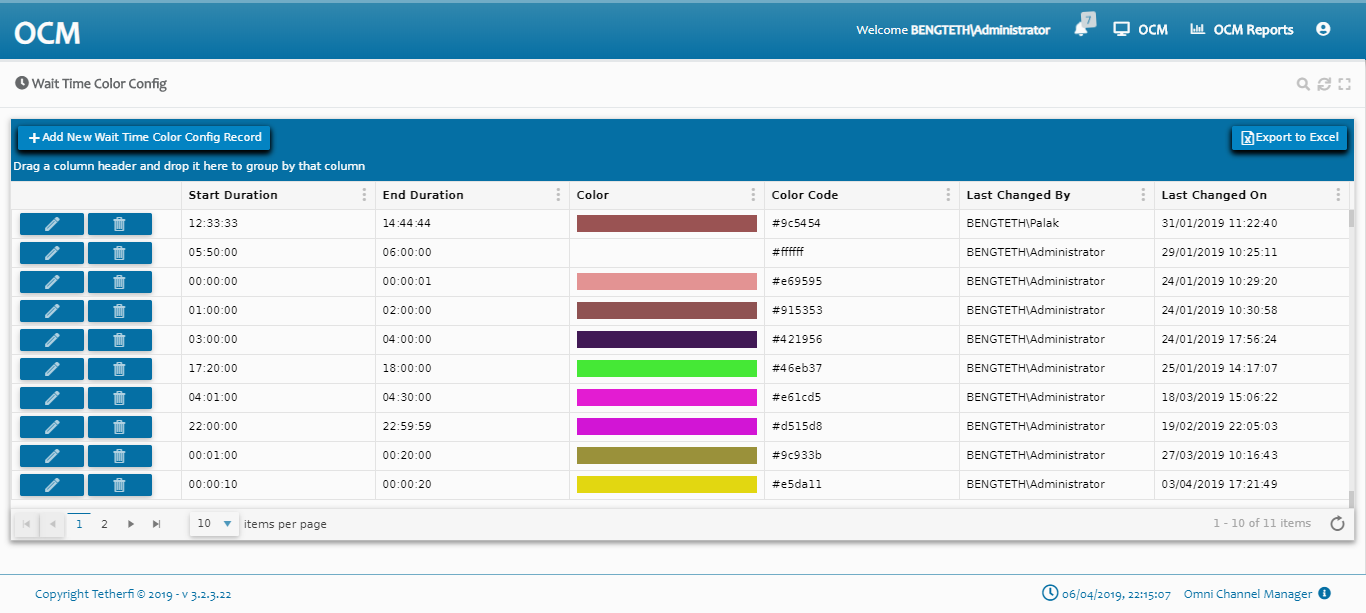 OCM
Welcome BENGTETH\Administrator 7 OCM OCM Reports
Wait Time Color Config
Add New Wait Time Color Config Record Export to Excel
Drag a column header and drop it here to group by that column
Start Duration End Duration Color Color Code Last Changed By Last Changed On
12:33:33 14:44:44 #9c5454 BENGTETH\Palak 31/01/2019 11:22:40
05:50:00 06:00:00 #ffffff BENGTETH\Administrator 29/01/2019 10:25:11
00:00:00 00:00:01 #e69595 BENGTETH\Administrator 24/01/2019 10:29:20
01:00:00 02:00:00 #915353 BENGTETH\Administrator 24/01/2019 10:30:58
03:00:00 04:00:00 #421956 BENGTETH\Administrator 24/01/2019 17:56:24
17:20:00 18:00:00 #46eb37 BENGTETH\Administrator 25/01/2019 14:17:07
04:01:00 04:30:00 #e61cd5 BENGTETH\Administrator 18/03/2019 15:06:22
22:00:00 22:59:59 #d515d8 BENGTETH\Administrator 19/02/2019 22:05:03
00:01:00 00:20:00 #9c933b BENGTETH\Administrator 27/03/2019 10:16:43
00:00:10 00:00:20 #e5da11 BENGTETH\Administrator 03/04/2019 17:21:49
1 2 10 items per page 1 - 10 of 11 items
Copyright Tetherfi © 2019 - v 3.2.3.22 06/04/2019, 22:15:07 Omni Channel Manager